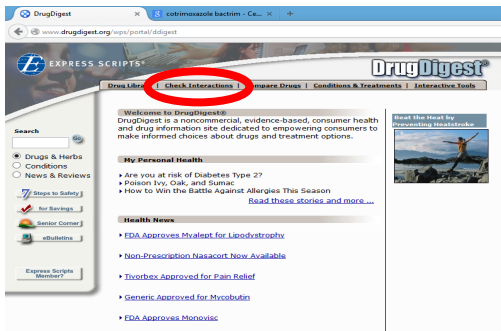 DrugDigest
cotrimoxazole bactrim - Ce...
www.drugdigest.org/wps/portal/ddigest
EXPRESS SCRIPTS®
DrugDigest®
Drug Library | Check Interactions | Compare Drugs | Conditions & Treatments | Interactive Tools
Search
GO
Drugs & Herbs
Conditions
News & Reviews
7 Steps to Safety
for Savings
Senior Corner
eBulletins
Express Scripts
Member?
Welcome to DrugDigest®
DrugDigest is a noncommercial, evidence-based, consumer health
and drug information site dedicated to empowering consumers to
make informed choices about drugs and treatment options.
My Personal Health
Are you at risk of Diabetes Type 2?
Poison Ivy, Oak, and Sumac
How to Win the Battle Against Allergies This Season
Read these stories and more ...
Health News
FDA Approves Myalept for Lipodystrophy
Non-Prescription Nasacort Now Available
Tivorbex Approved for Pain Relief
Generic Approved for Mycobutin
FDA Approves Monovisc
Beat the Heat by
Preventing Heatstroke